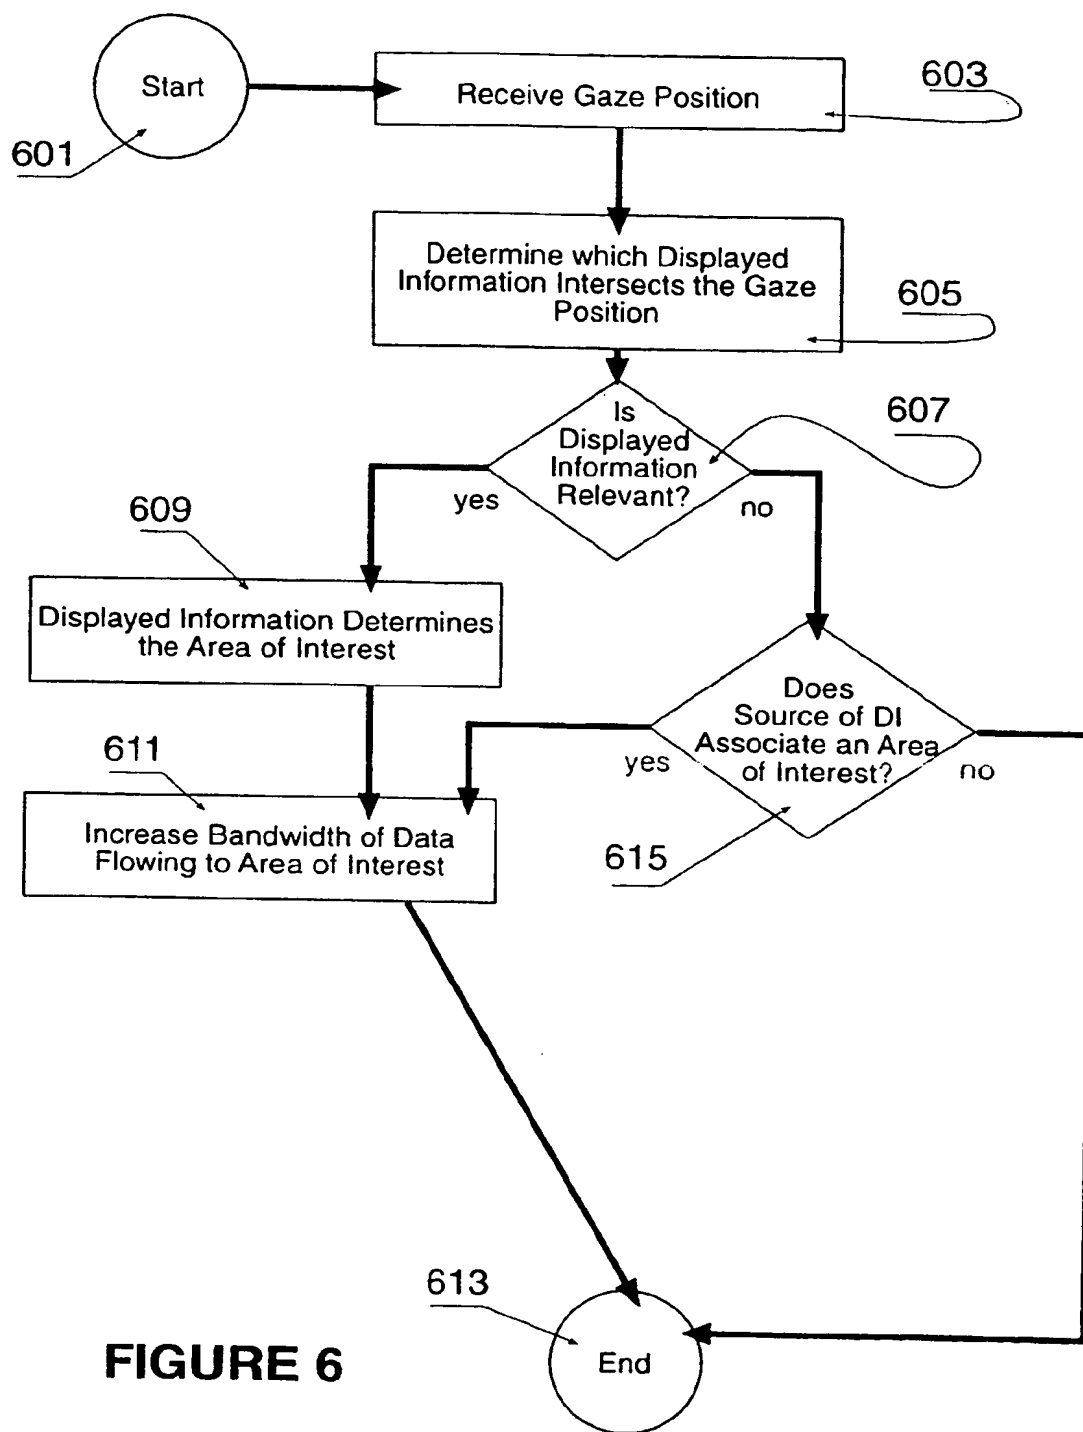 Start
601
Receive Gaze Position
603
Determine which Displayed
Information Intersects the Gaze
Position
605
Is
Displayed
Information
Relevant?
607
yes
no
609
Displayed Information Determines
the Area of Interest
Does
Source of DI
Associate an Area
of Interest?
yes
no
611
Increase Bandwidth of Data
Flowing to Area of Interest
615
613
End
FIGURE 6